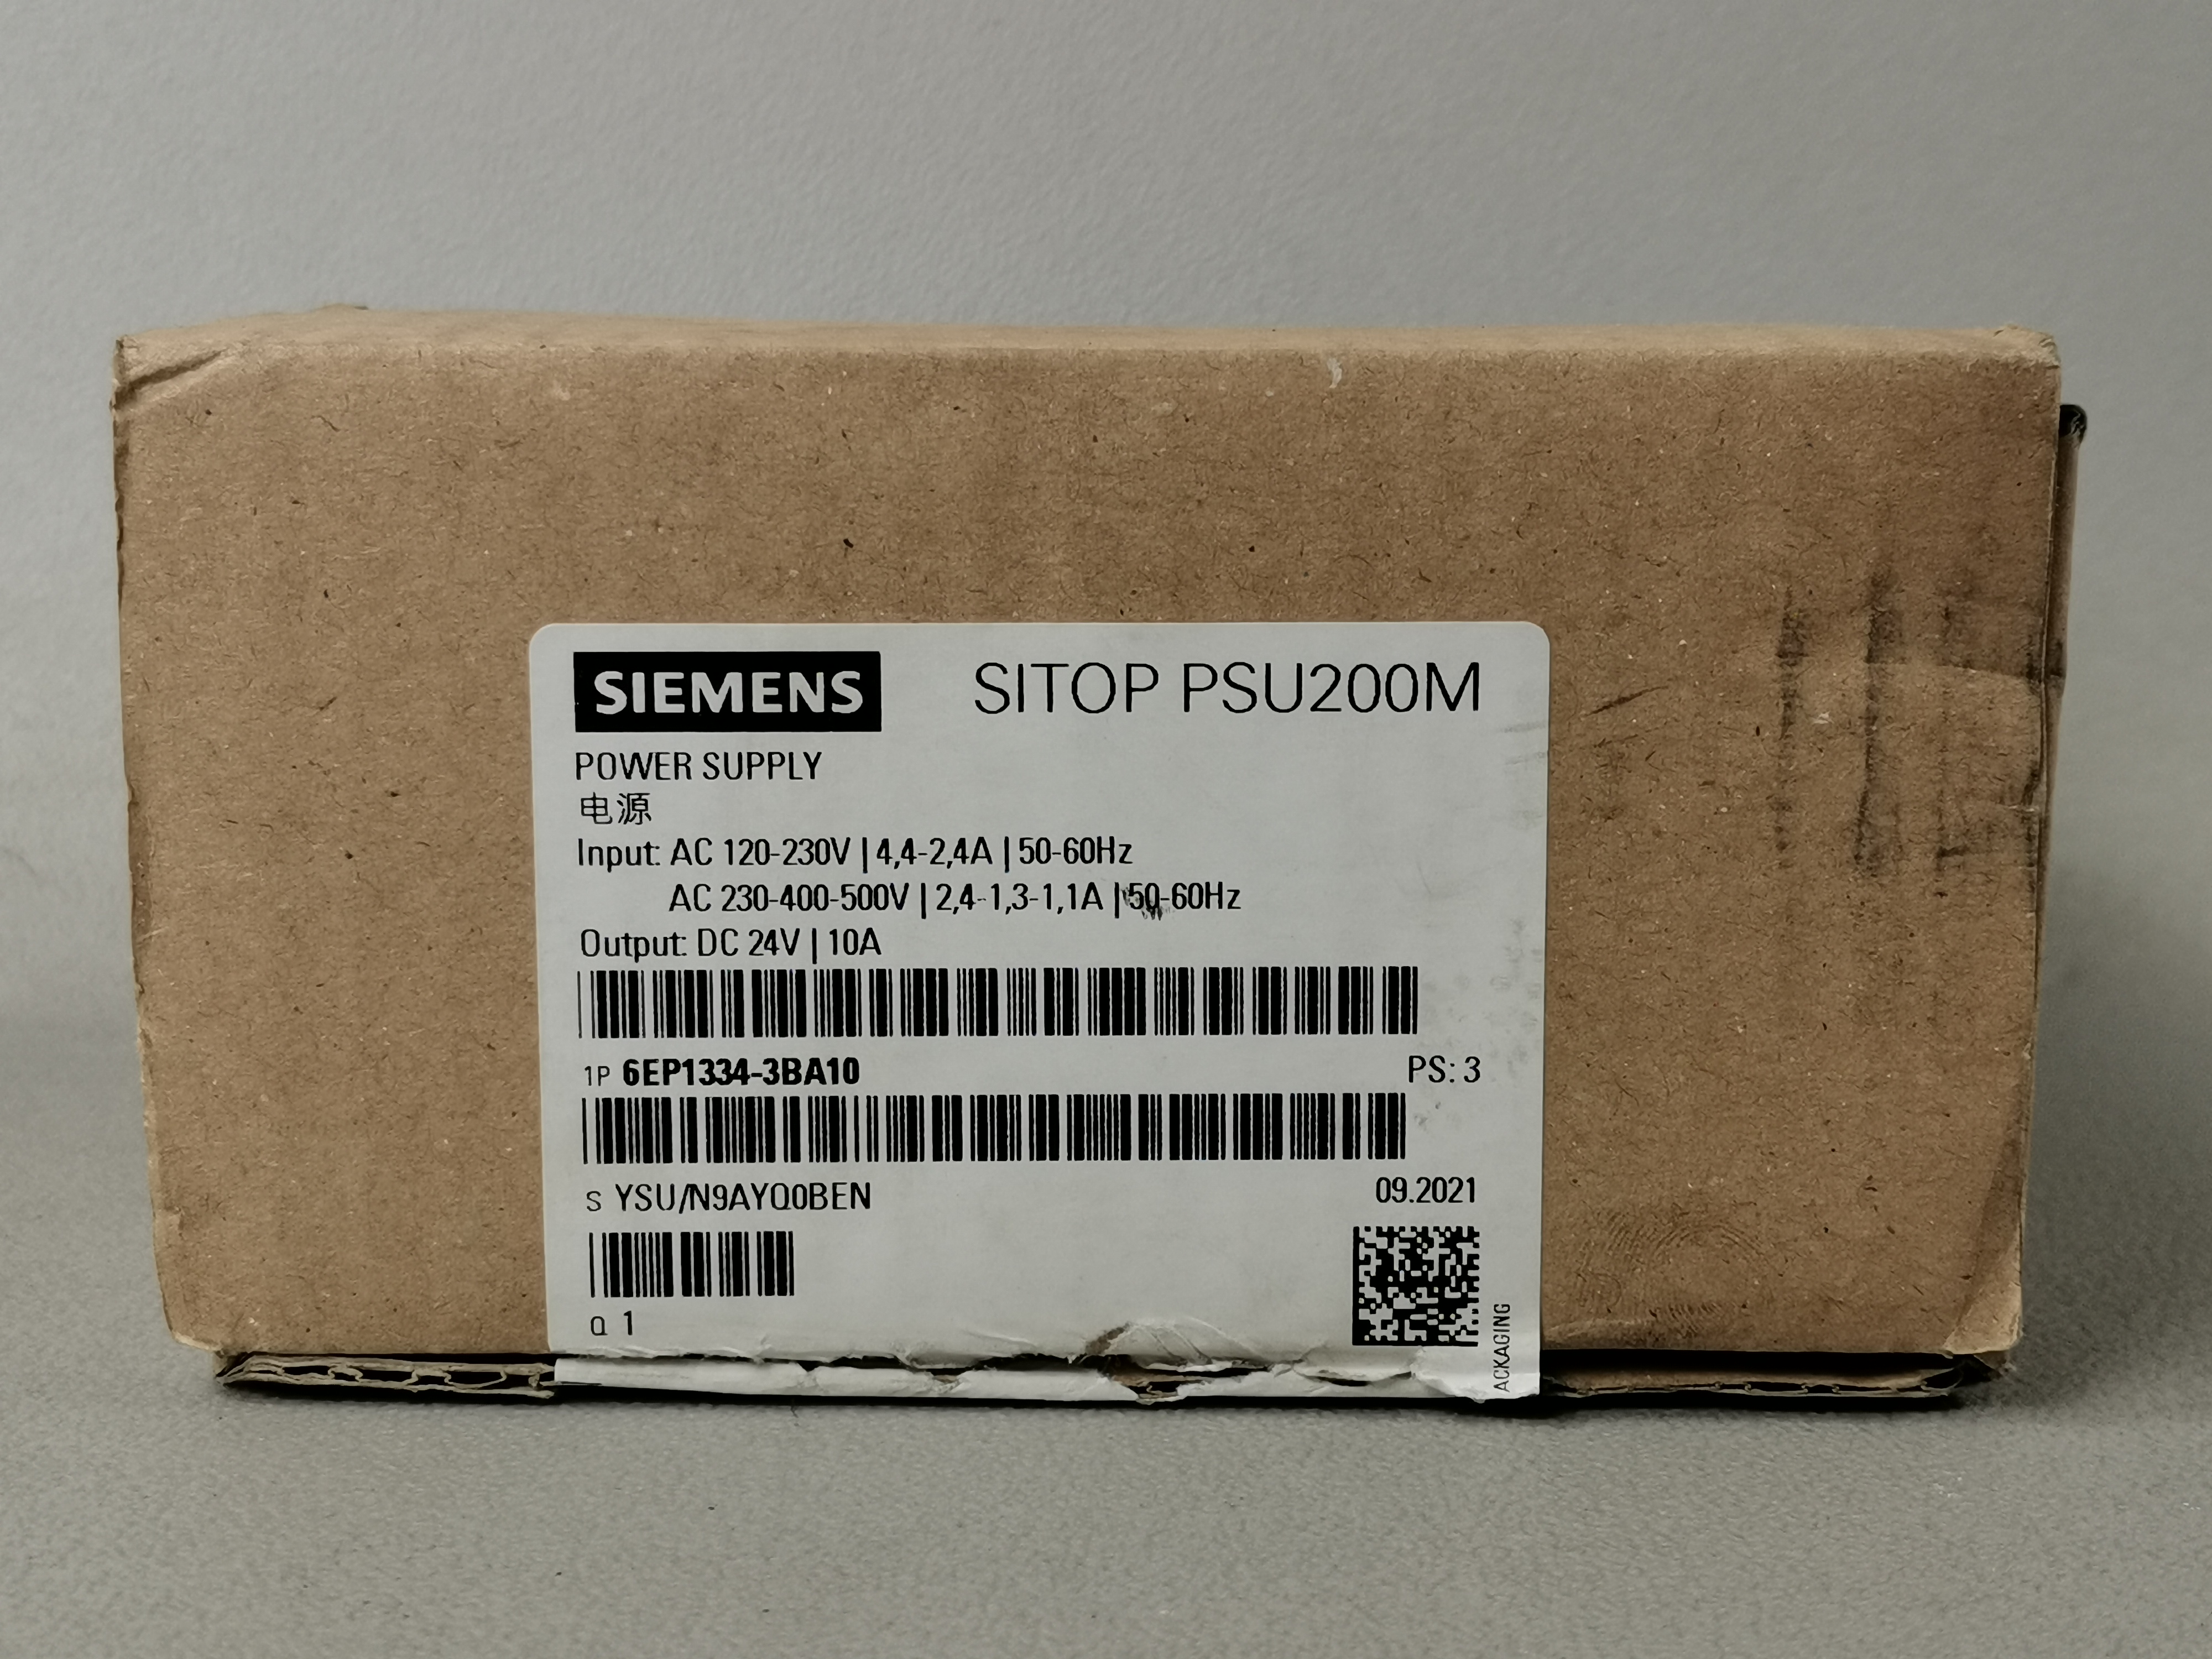 SIEMENS SITOP PSU200M
POWER SUPPLY
电源
Input: AC 120-230V | 4,4-2,4A | 50-60Hz
AC 230-400-500V | 2,4-1,3-1,1A | 50-60Hz
Output: DC 24V | 10A
1P 6EP1334-3BA10 PS: 3
S YSU/N9AYQ0BEN 09.2021
Q 1
ACKAGING